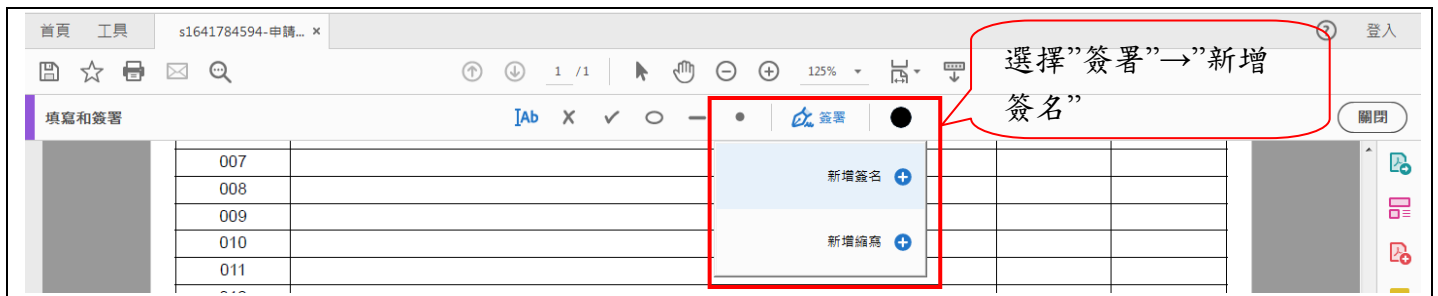 首頁 工具 s1641784594-申請... × ? 登入
1 /1 125%
選擇”簽署”→”新增
簽名”
填寫和簽署 Ab 簽署 關閉
007
008
009
010
011
新增簽名
新增縮寫